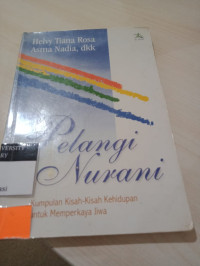 Helvy Tiana Rosa
Asma Nadia, dkk
Pelangi
Nurani
Kumpulan Kisah-Kisah Kehidupan
untuk Memperkaya Jiwa